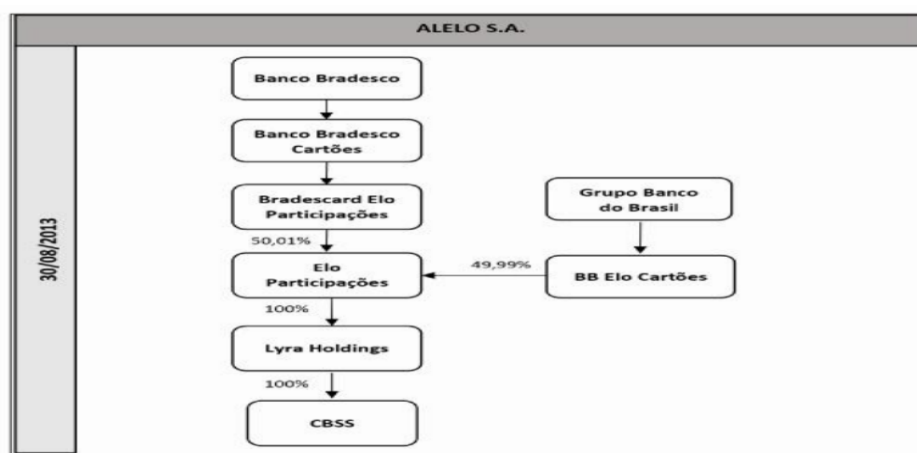 ALELO S.A.
30/08/2013
Banco Bradesco
Banco Bradesco
Cartões
Bradescard Elo
Participações
Grupo Banco
do Brasil
50,01%
Elo
Participações
49,99%
BB Elo Cartões
100%
Lyra Holdings
100%
CBSS